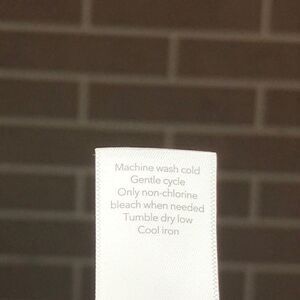 Machine wash cold
Gentle cycle
Only non-chlorine
bleach when needed
Tumble dry low
Cool iron